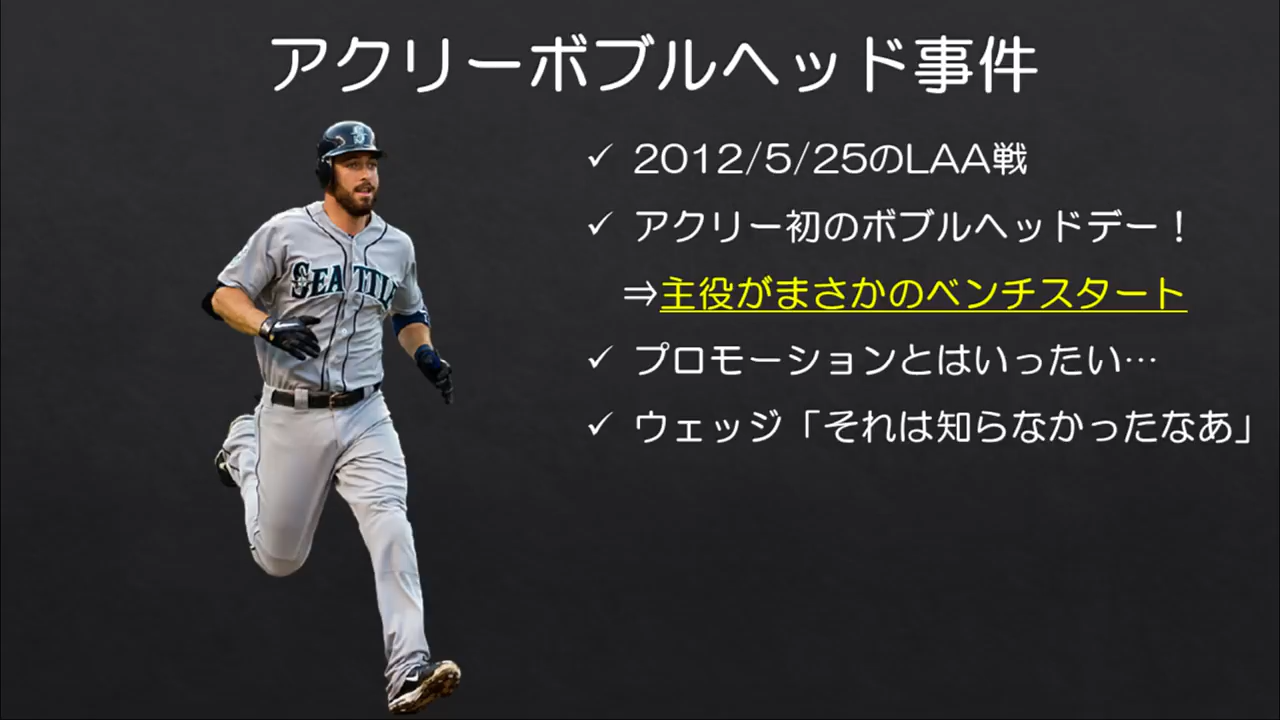 アクリーボブルヘッド事件
✓ 2012/5/25のLAA戦
✓ アクリー初のボブルヘッドデー！
⇒主役がまさかのベンチスタート
✓ プロモーションとはいったい…
✓ ウェッジ「それは知らなかったなあ」
S
SEATTLE